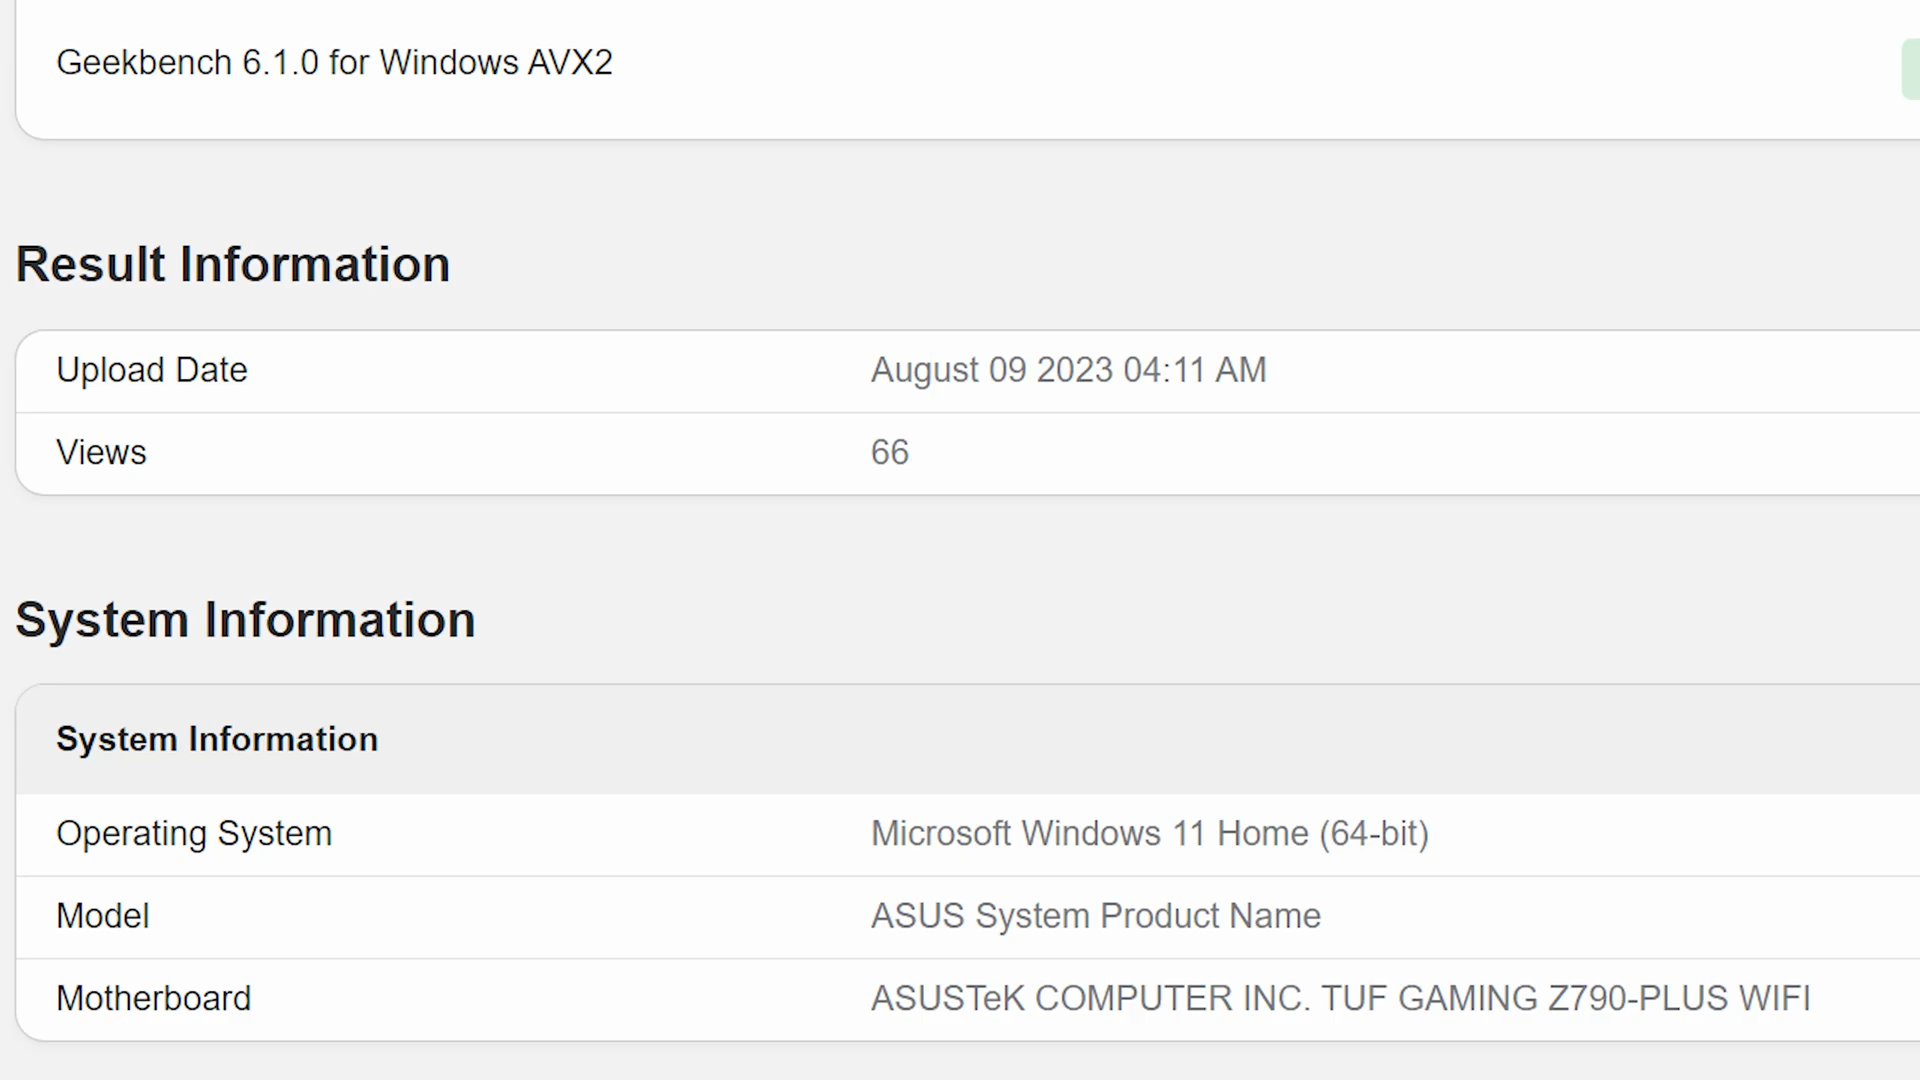 Geekbench 6.1.0 for Windows AVX2
Result Information
Upload Date August 09 2023 04:11 AM
Views 66
System Information
System Information
Operating System Microsoft Windows 11 Home (64-bit)
Model ASUS System Product Name
Motherboard ASUSTeK COMPUTER INC. TUF GAMING Z790-PLUS WIFI